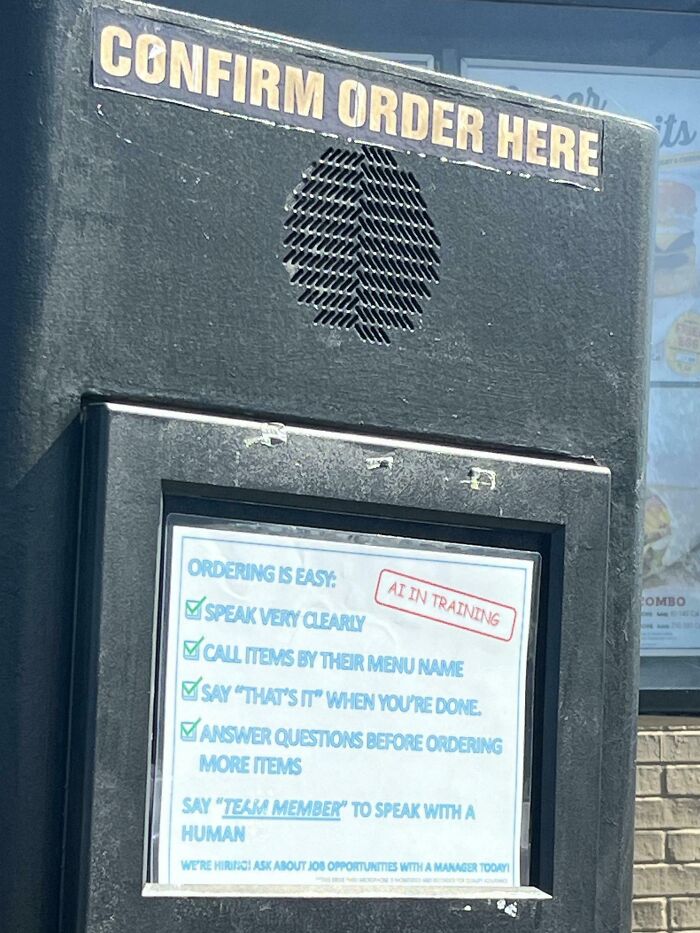 CONFIRM ORDER HERE
ORDERING IS EASY:
AI IN TRAINING
SPEAK VERY CLEARLY
CALL ITEMS BY THEIR MENU NAME
SAY "THAT'S IT" WHEN YOU'RE DONE.
ANSWER QUESTIONS BEFORE ORDERING
MORE ITEMS
SAY "TEAM MEMBER" TO SPEAK WITH A
HUMAN
WE'RE HIRING! ASK ABOUT JOB OPPORTUNITIES WITH A MANAGER TODAY!
OMBO